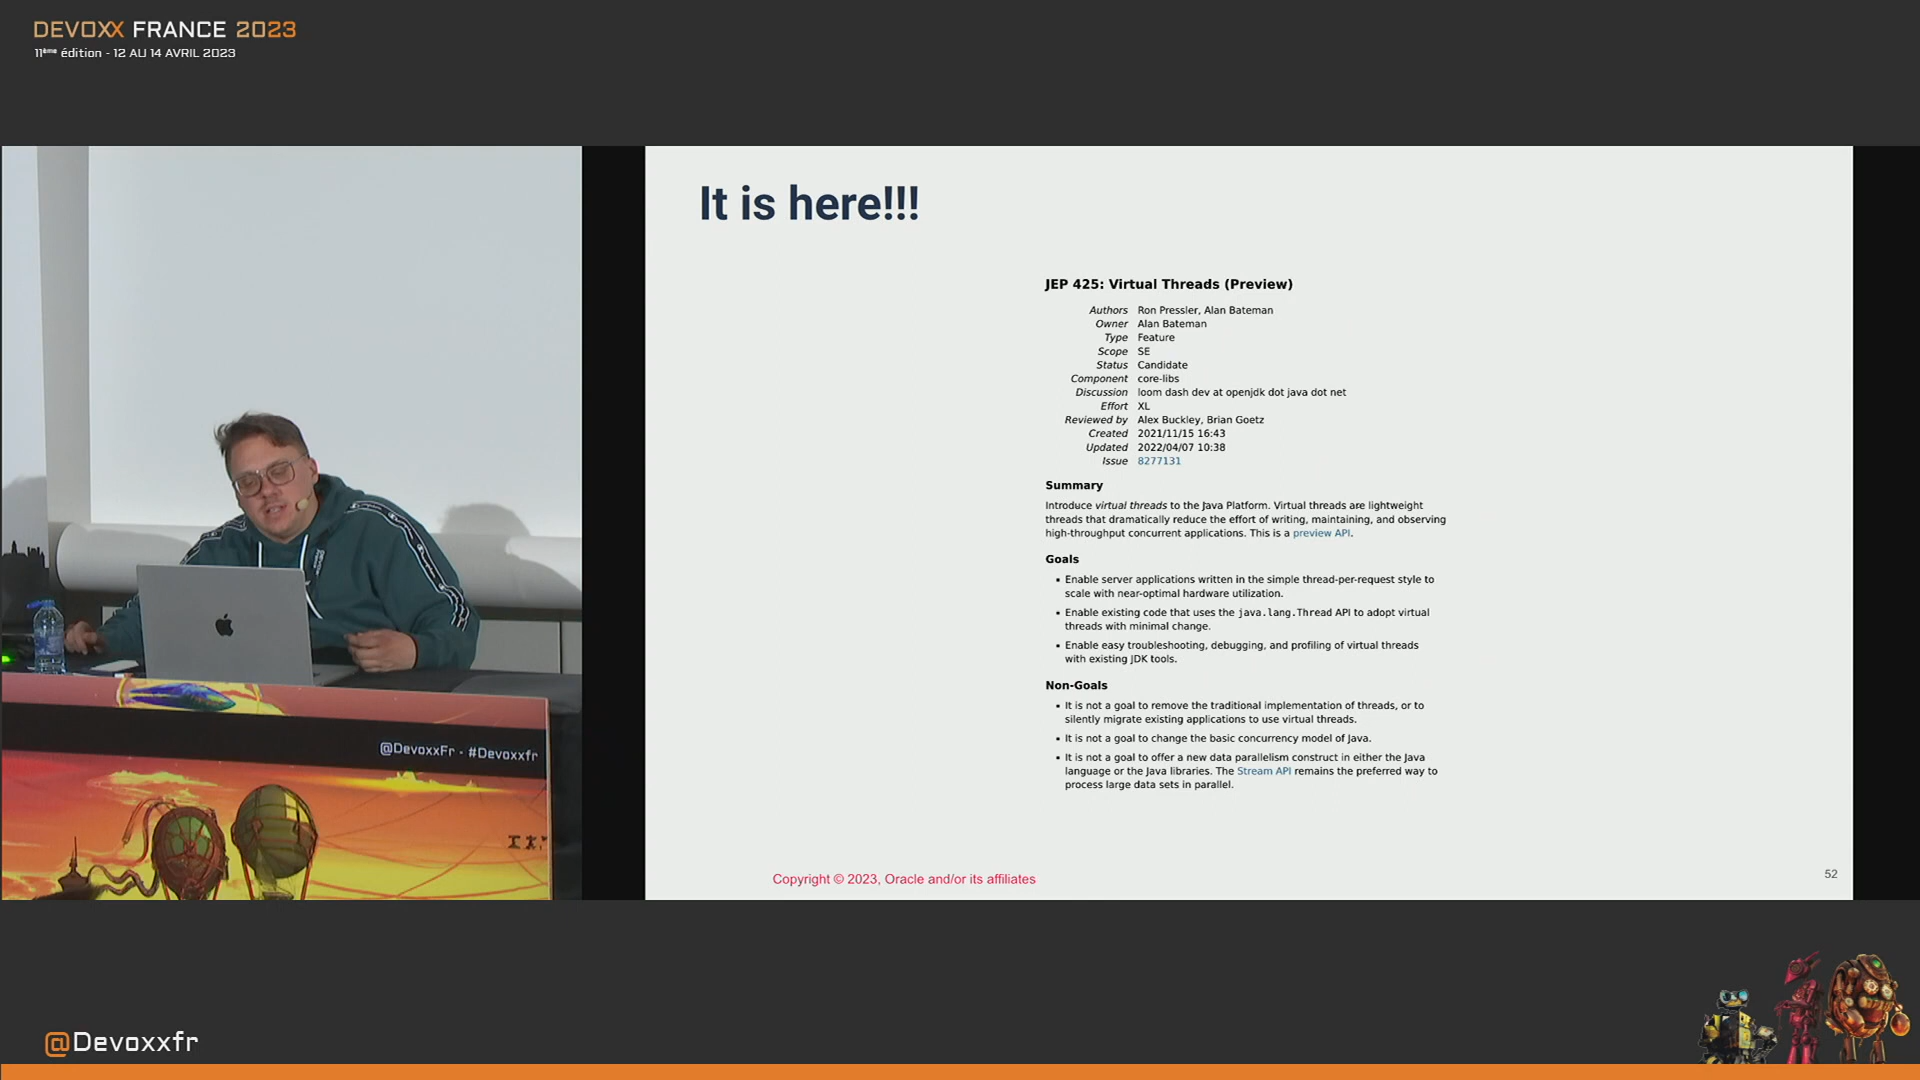 DEVOXX FRANCE 2023
11ème édition - 12 AU 14 AVRIL 2023
It is here!!!
JEP 425: Virtual Threads (Preview)
Authors Ron Pressler, Alan Bateman
Owner Alan Bateman
Type Feature
Scope SE
Status Candidate
Component core-libs
Discussion loom dash dev at openjdk dot java dot net
Effort XL
Reviewed by Alex Buckley, Brian Goetz
Created 2021/11/15 16:43
Updated 2022/04/07 10:38
Issue 8277131
Summary
Introduce virtual threads to the Java Platform. Virtual threads are lightweight
threads that dramatically reduce the effort of writing, maintaining, and observing
high-throughput concurrent applications. This is a preview API.
Goals
▪ Enable server applications written in the simple thread-per-request style to
scale with near-optimal hardware utilization.
▪ Enable existing code that uses the java.lang.Thread API to adopt virtual
threads with minimal change.
▪ Enable easy troubleshooting, debugging, and profiling of virtual threads
with existing JDK tools.
Non-Goals
▪ It is not a goal to remove the traditional implementation of threads, or to
silently migrate existing applications to use virtual threads.
▪ It is not a goal to change the basic concurrency model of Java.
▪ It is not a goal to offer a new data parallelism construct in either the Java
language or the Java libraries. The Stream API remains the preferred way to
process large data sets in parallel.
Copyright © 2023, Oracle and/or its affiliates
52
@DevoxxFr - #Devoxxfr
@Devoxxfr